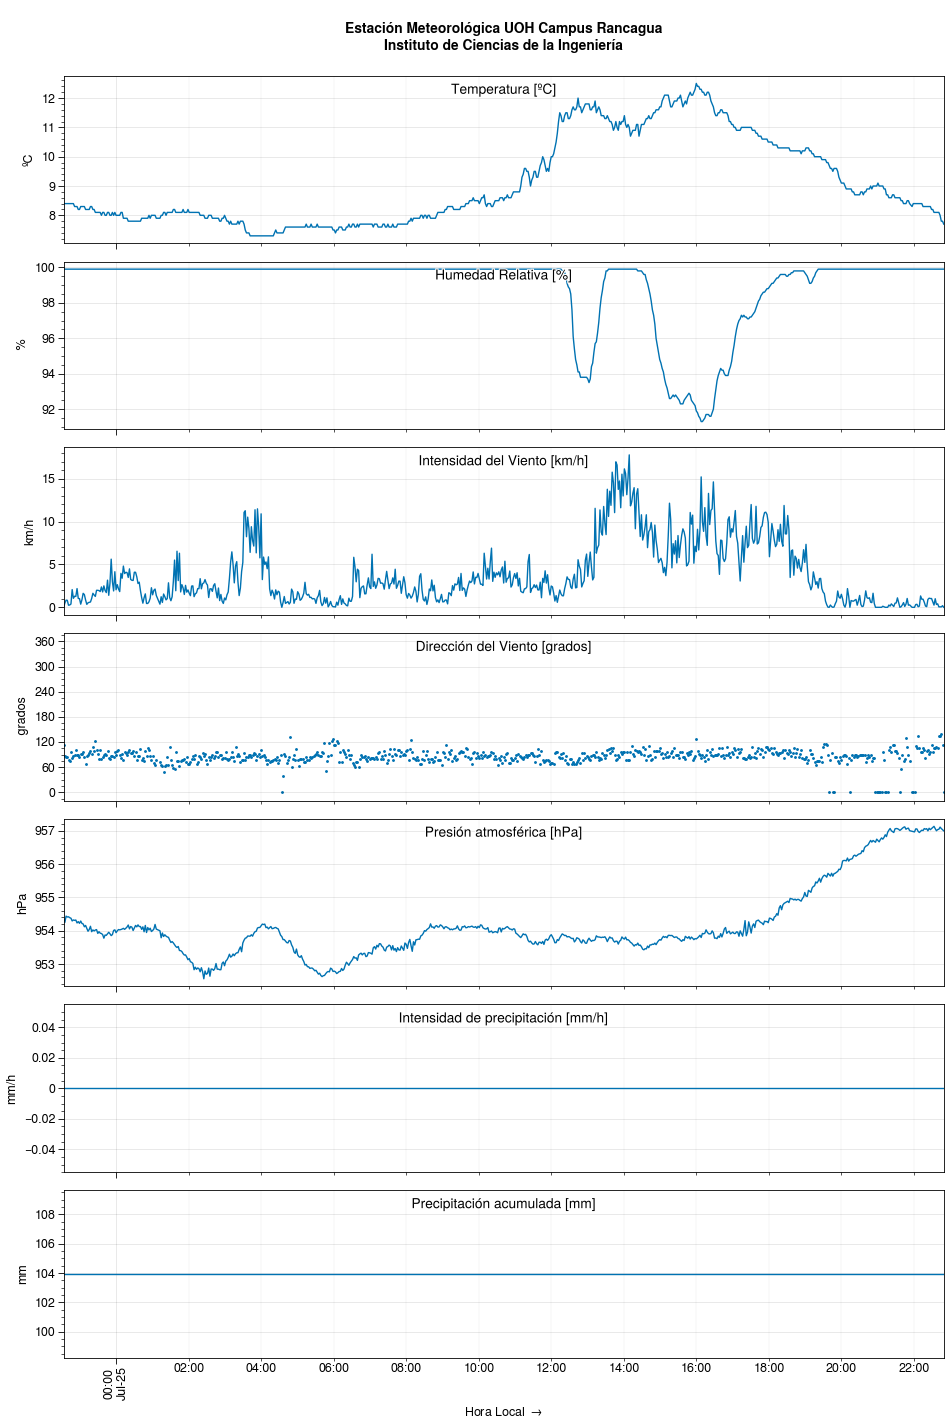 Estación Meteorológica UOH Campus Rancagua
Instituto de Ciencias de la Ingeniería
Temperatura [ºC]
ºC
12
11
10
9
8
Humedad Relativa [%]
%
100
98
96
94
92
Intensidad del Viento [km/h]
km/h
15
10
5
0
Dirección del Viento [grados]
grados
360
300
240
180
120
60
0
Presión atmosférica [hPa]
hPa
957
956
955
954
953
Intensidad de precipitación [mm/h]
mm/h
0.04
0.02
0
−0.02
−0.04
Precipitación acumulada [mm]
mm
108
106
104
102
100
00:00
Jul-25
02:00
04:00
06:00
08:00
10:00
12:00
14:00
16:00
18:00
20:00
22:00
Hora Local →